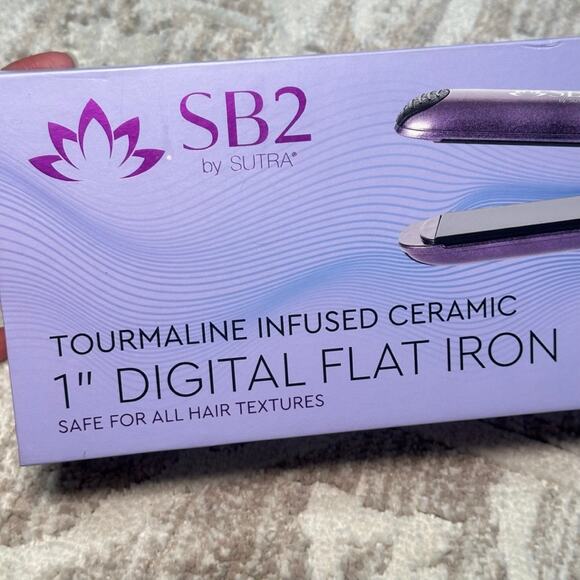 SB2
by SUTRA®
TOURMALINE INFUSED CERAMIC
1" DIGITAL FLAT IRON
SAFE FOR ALL HAIR TEXTURES